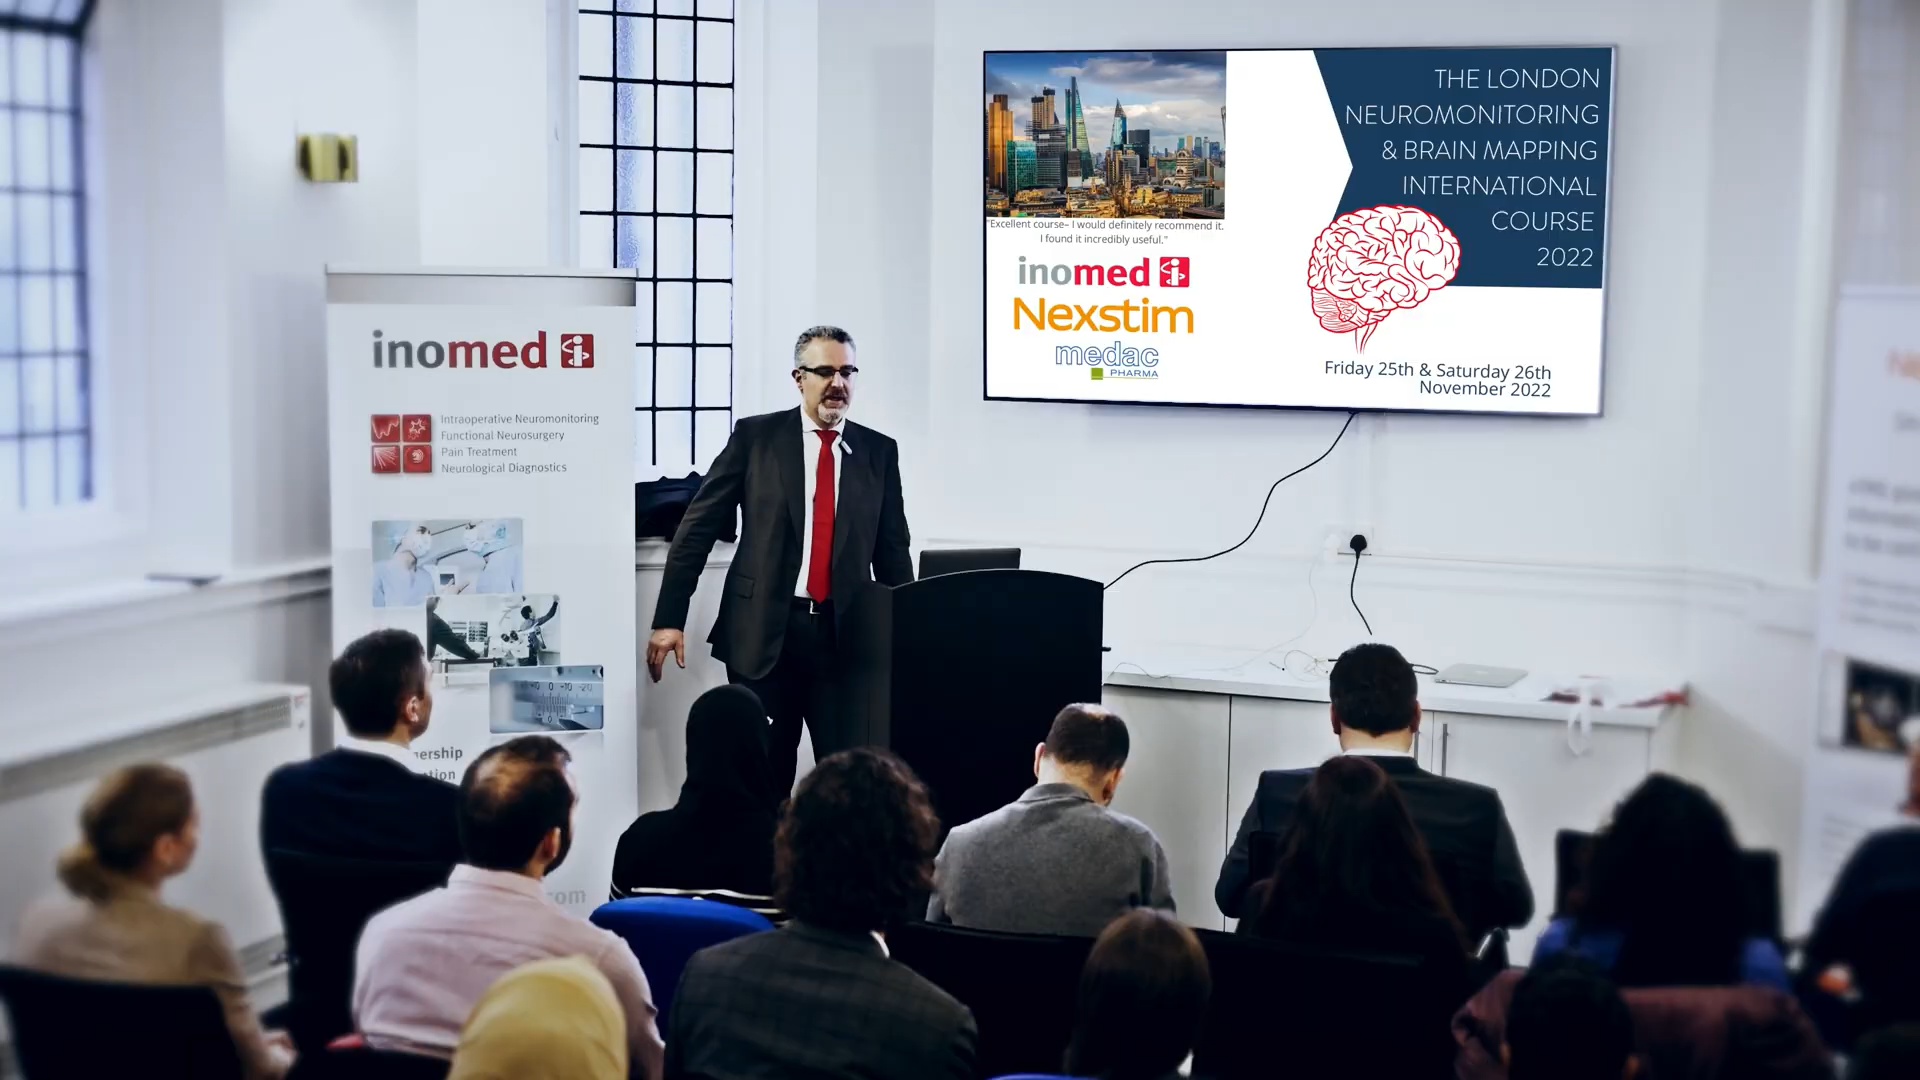 THE LONDON
NEUROMONITORING
& BRAIN MAPPING
INTERNATIONAL
COURSE
2022
"Excellent course– I would definitely recommend it.
I found it incredibly useful."
inomed
Nexstim
medac
PHARMA
Friday 25th & Saturday 26th
November 2022
inomed
Intraoperative Neuromonitoring
Functional Neurosurgery
Pain Treatment
Neurological Diagnostics